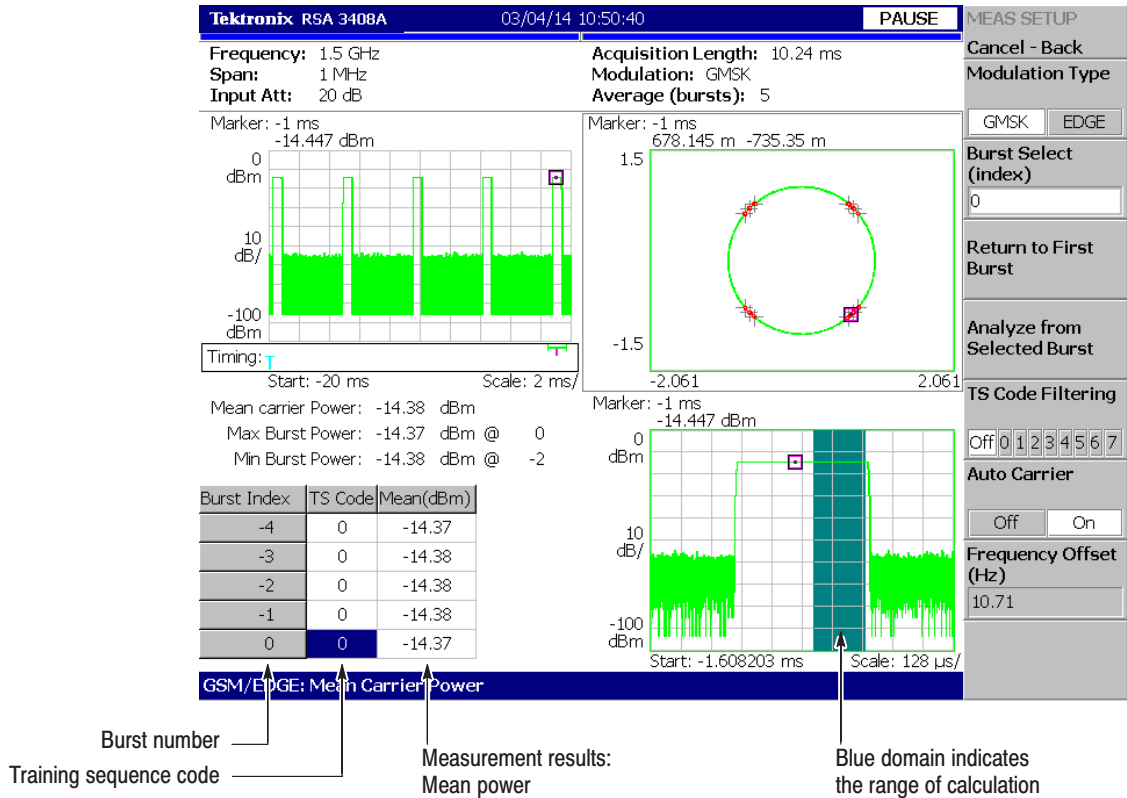 Tektronix RSA 3408A 03/04/14 10:50:40 PAUSE
Frequency: 1.5 GHz
Span: 1 MHz
Input Att: 20 dB
Acquisition Length: 10.24 ms
Modulation: GMSK
Average (bursts): 5
Marker: -1 ms
-14.447 dBm
0
dBm
10
dB/
-100
dBm
Timing:
T
T
Start: -20 ms Scale: 2 ms/
Marker: -1 ms
678.145 m -735.35 m
1.5
-1.5
-2.061 2.061
Mean carrier Power: -14.38 dBm
Max Burst Power: -14.37 dBm @ 0
Min Burst Power: -14.38 dBm @ -2
Burst Index TS Code Mean(dBm)
-4 0 -14.37
-3 0 -14.38
-2 0 -14.38
-1 0 -14.38
0 0 -14.37
Marker: -1 ms
-14.447 dBm
0
dBm
10
dB/
-100
dBm
Start: -1.608203 ms Scale: 128 µs/
GSM/EDGE: Mean Carrier Power
MEAS SETUP
Cancel - Back
Modulation Type
GMSK EDGE
Burst Select
(index)
0
Return to First
Burst
Analyze from
Selected Burst
TS Code Filtering
Off 0 1 2 3 4 5 6 7
Auto Carrier
Off On
Frequency Offset
(Hz)
10.71
Burst number
Training sequence code
Measurement results:
Mean power
Blue domain indicates
the range of calculation